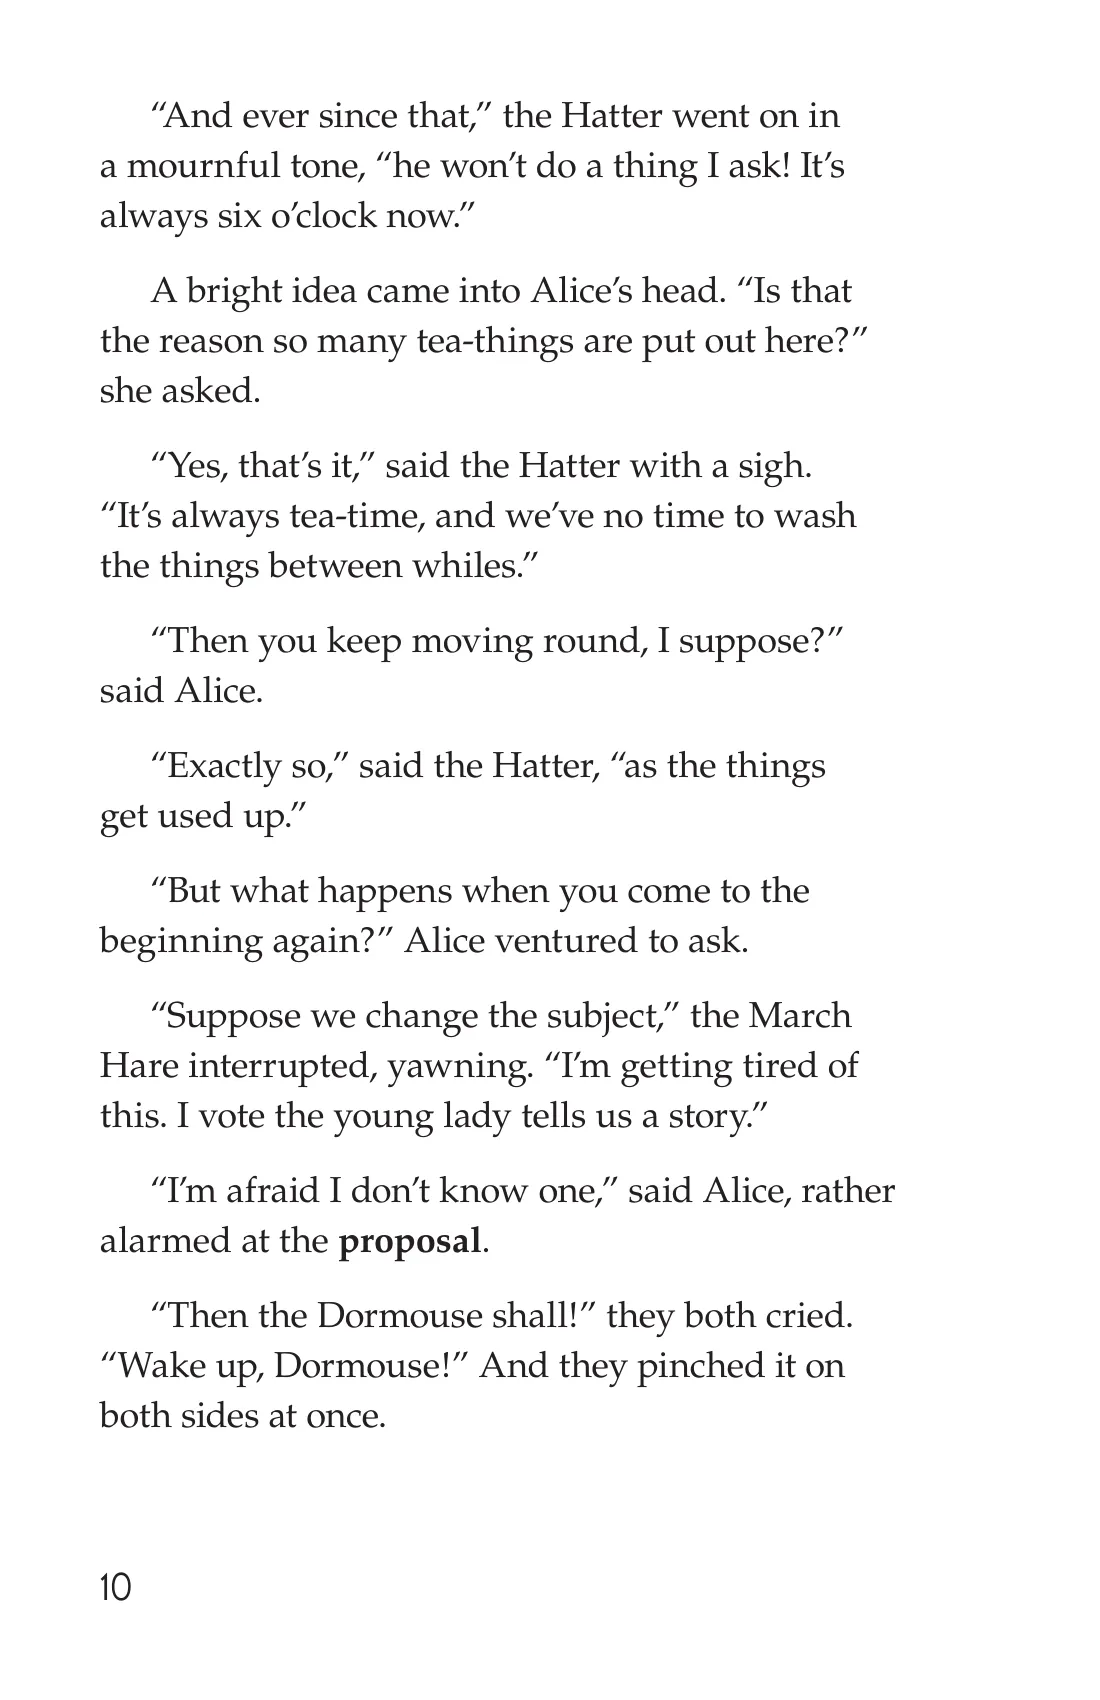 “And ever since that,” the Hatter went on in
a mournful tone, “he won’t do a thing I ask! It’s
always six o’clock now.”
A bright idea came into Alice’s head. “Is that
the reason so many tea-things are put out here?”
she asked.
“Yes, that’s it,” said the Hatter with a sigh.
“It’s always tea-time, and we’ve no time to wash
the things between whiles.”
“Then you keep moving round, I suppose?”
said Alice.
“Exactly so,” said the Hatter, “as the things
get used up.”
“But what happens when you come to the
beginning again?” Alice ventured to ask.
“Suppose we change the subject,” the March
Hare interrupted, yawning. “I’m getting tired of
this. I vote the young lady tells us a story.”
“I’m afraid I don’t know one,” said Alice, rather
alarmed at the proposal.
“Then the Dormouse shall!” they both cried.
“Wake up, Dormouse!” And they pinched it on
both sides at once.
10